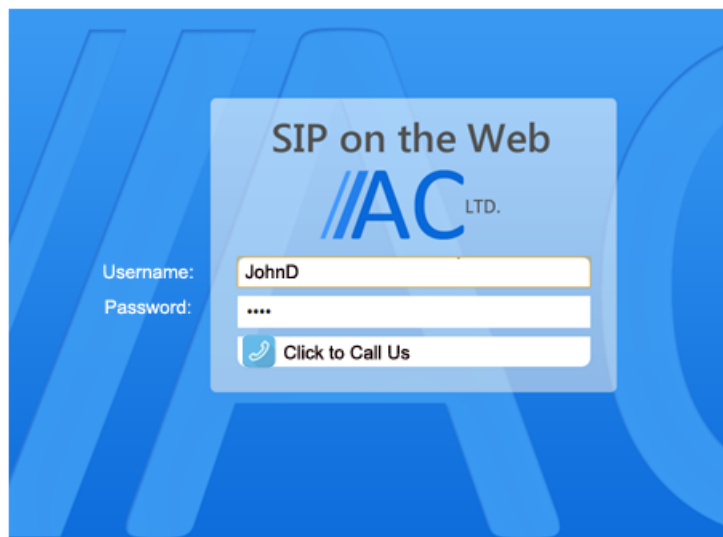 SIP on the Web
//AC LTD.
Username: JohnD
Password: ••••
Click to Call Us